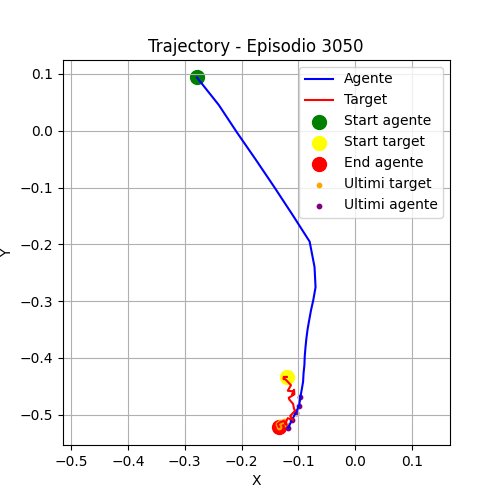 Trajectory - Episodio 3050
Agente
Target
Start agente
Start target
End agente
Ultimi target
Ultimi agente
Y
0.1
0.0
−0.1
−0.2
−0.3
−0.4
−0.5
−0.5
−0.4
−0.3
−0.2
−0.1
0.0
0.1
X